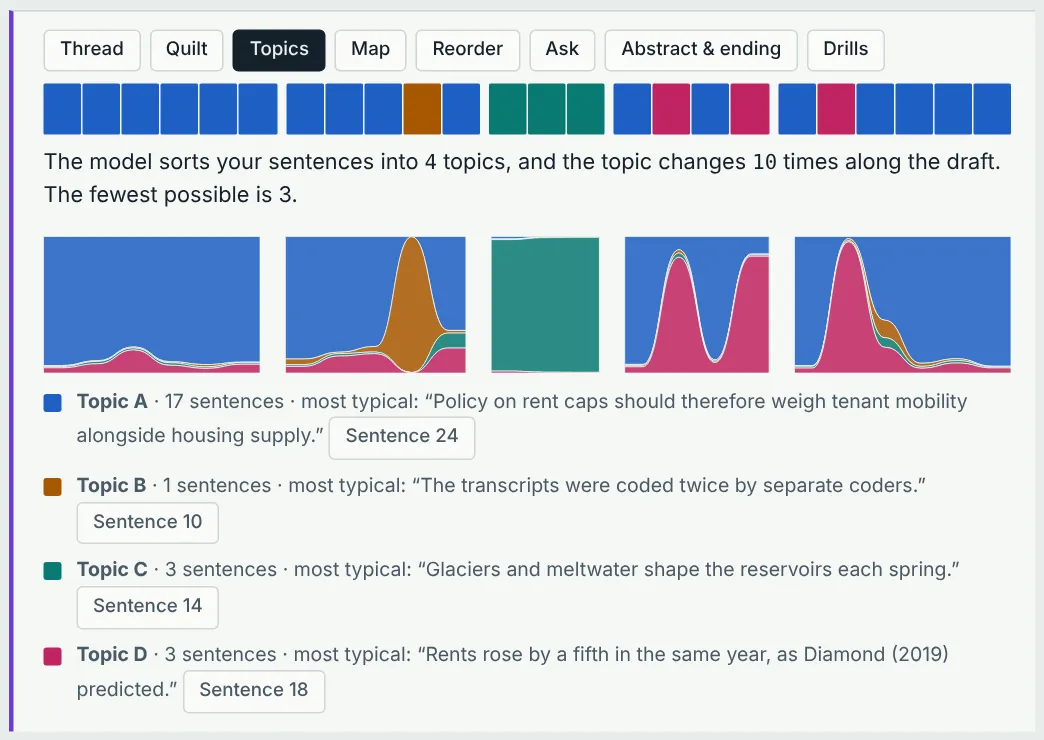 Thread Quilt Topics Map Reorder Ask Abstract & ending Drills
The model sorts your sentences into 4 topics, and the topic changes 10 times along the draft.
The fewest possible is 3.
Topic A · 17 sentences · most typical: “Policy on rent caps should therefore weigh tenant mobility
alongside housing supply.” Sentence 24
Topic B · 1 sentences · most typical: “The transcripts were coded twice by separate coders.”
Sentence 10
Topic C · 3 sentences · most typical: “Glaciers and meltwater shape the reservoirs each spring.”
Sentence 14
Topic D · 3 sentences · most typical: “Rents rose by a fifth in the same year, as Diamond (2019)
predicted.” Sentence 18